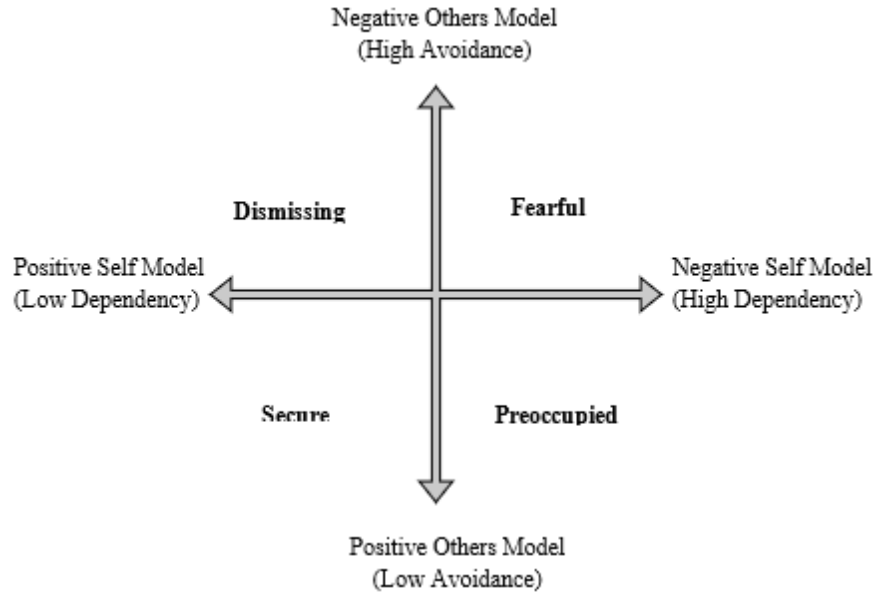 Negative Others Model
(High Avoidance)
Dismissing
Fearful
Positive Self Model
(Low Dependency)
Negative Self Model
(High Dependency)
Secure
Preoccupied
Positive Others Model
(Low Avoidance)